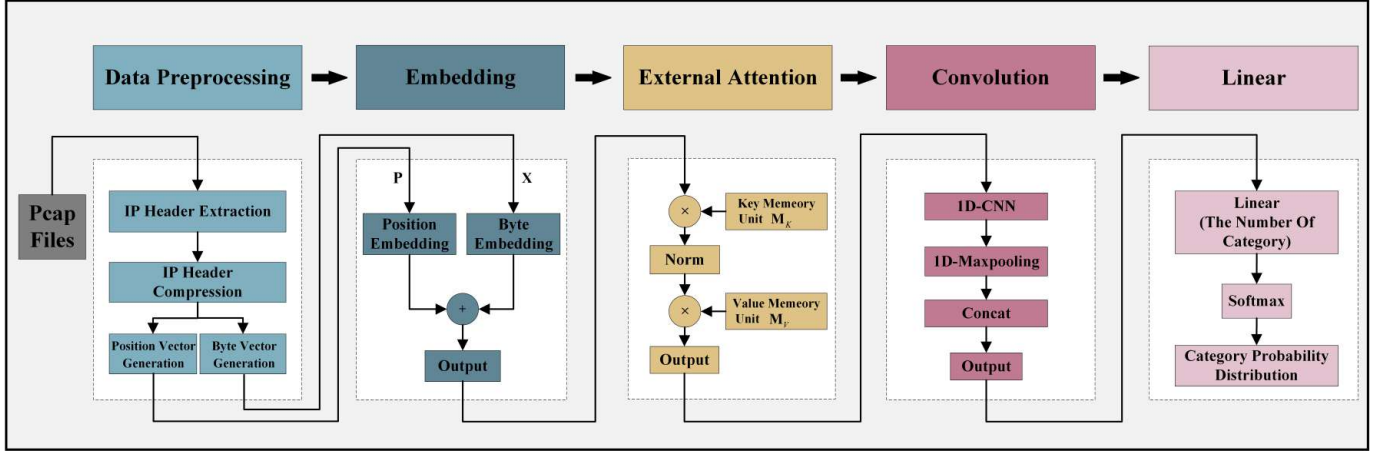 Data Preprocessing
Embedding
External Attention
Convolution
Linear
Pcap
Files
IP Header Extraction
IP Header
Compression
Position Vector
Generation
Byte Vector
Generation
P
X
Position
Embedding
Byte
Embedding
+
Output
×
Key Memeory
Unit M_K
Norm
×
Value Memeory
Unit M_V
Output
1D-CNN
1D-Maxpooling
Concat
Output
Linear
(The Number Of
Category)
Softmax
Category Probability
Distribution